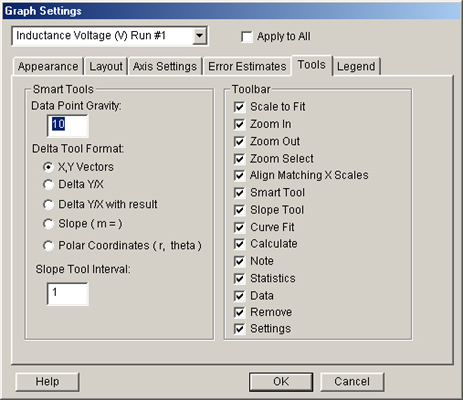 Graph Settings
Inductance Voltage (V) Run #1
Apply to All
Appearance Layout Axis Settings Error Estimates Tools Legend
Smart Tools
Data Point Gravity:
10
Delta Tool Format:
X,Y Vectors
Delta Y/X
Delta Y/X with result
Slope ( m = )
Polar Coordinates ( r, theta )
Slope Tool Interval:
1
Toolbar
Scale to Fit
Zoom In
Zoom Out
Zoom Select
Align Matching X Scales
Smart Tool
Slope Tool
Curve Fit
Calculate
Note
Statistics
Data
Remove
Settings
Help OK Cancel